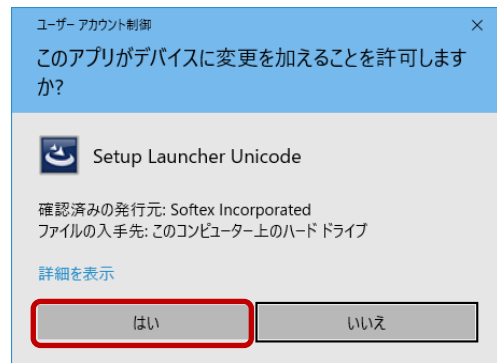 ユーザー アカウント制御
このアプリがデバイスに変更を加えることを許可します
か?
Setup Launcher Unicode
確認済みの発行元: Softex Incorporated
ファイルの入手先: このコンピューター上のハード ドライブ
詳細を表示
はい
いいえ